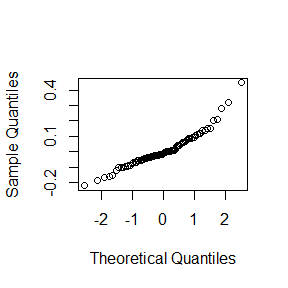 Sample Quantiles
0.4
0.1
-0.2
-2 -1 0 1 2
Theoretical Quantiles